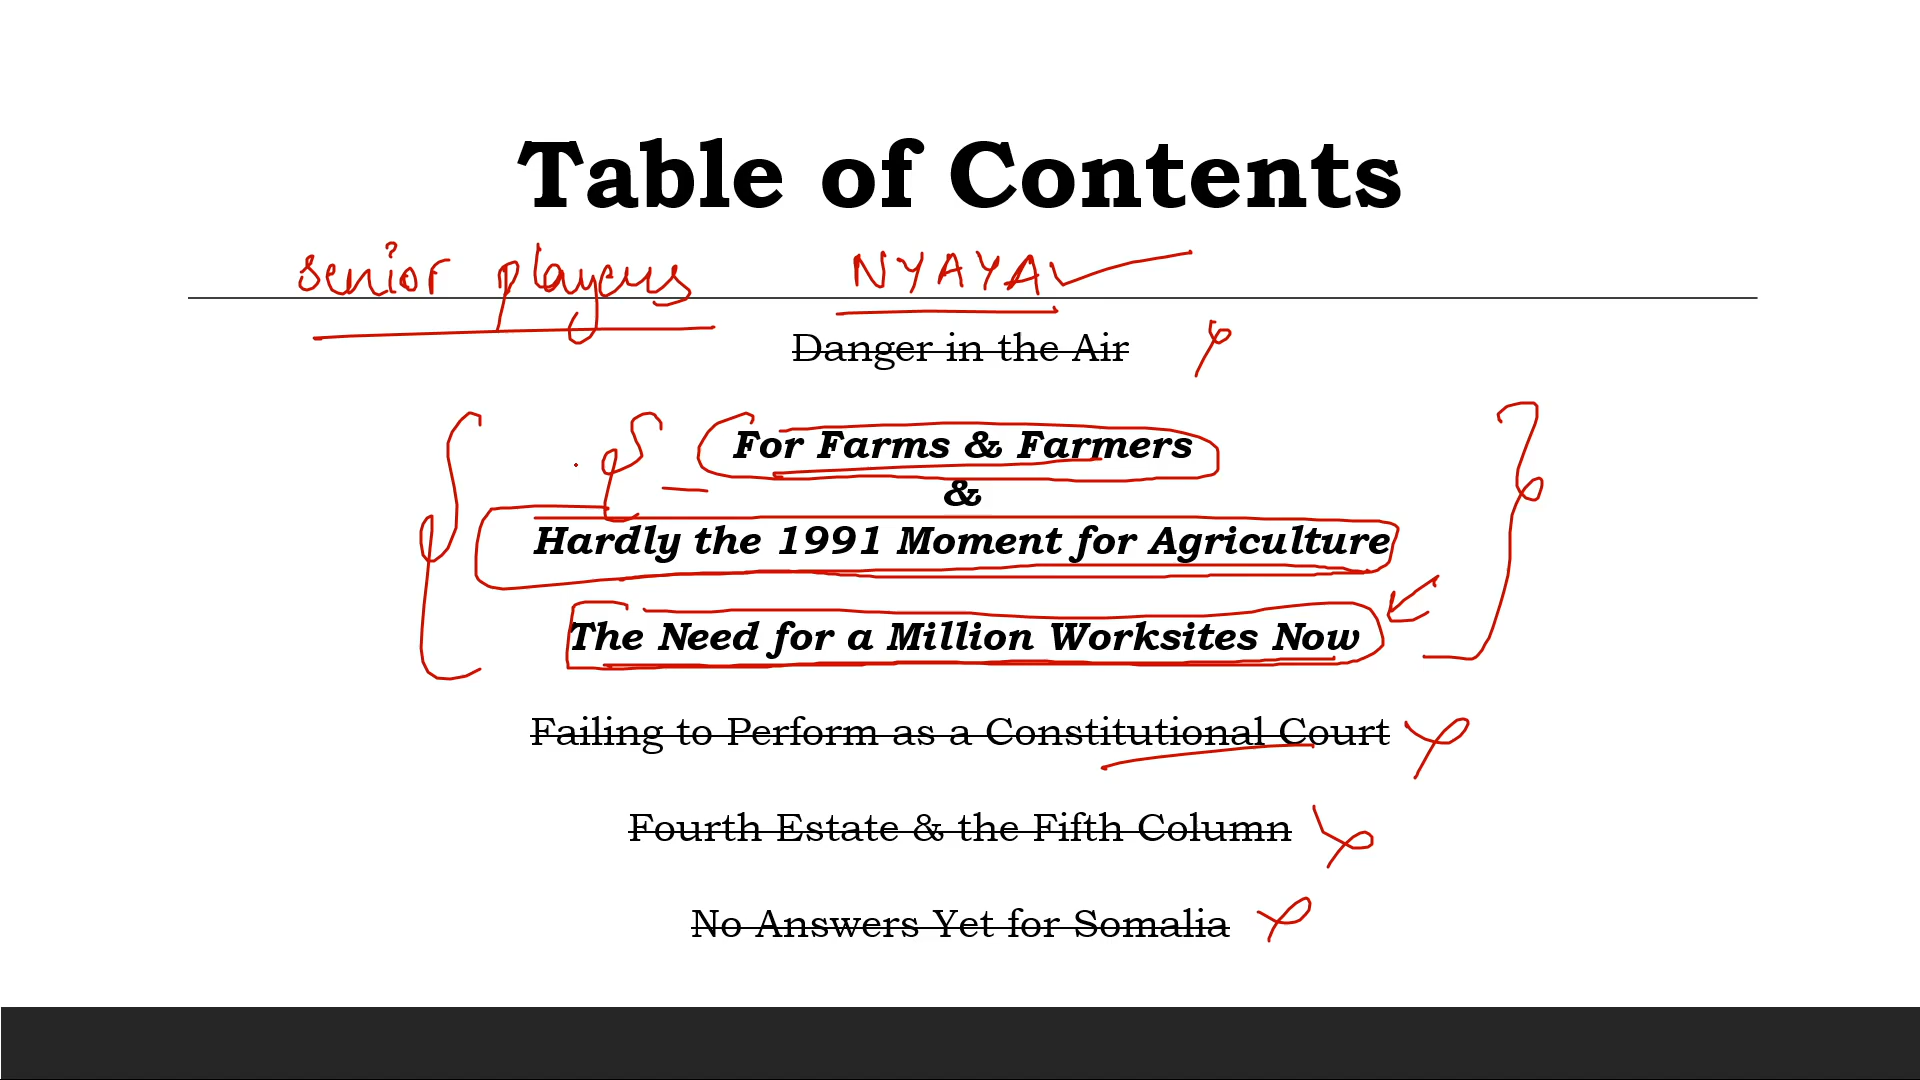 Table of Contents
senior players NYAYA
Danger in the Air
For Farms & Farmers
&
Hardly the 1991 Moment for Agriculture
The Need for a Million Worksites Now
Failing to Perform as a Constitutional Court
Fourth Estate & the Fifth Column
No Answers Yet for Somalia